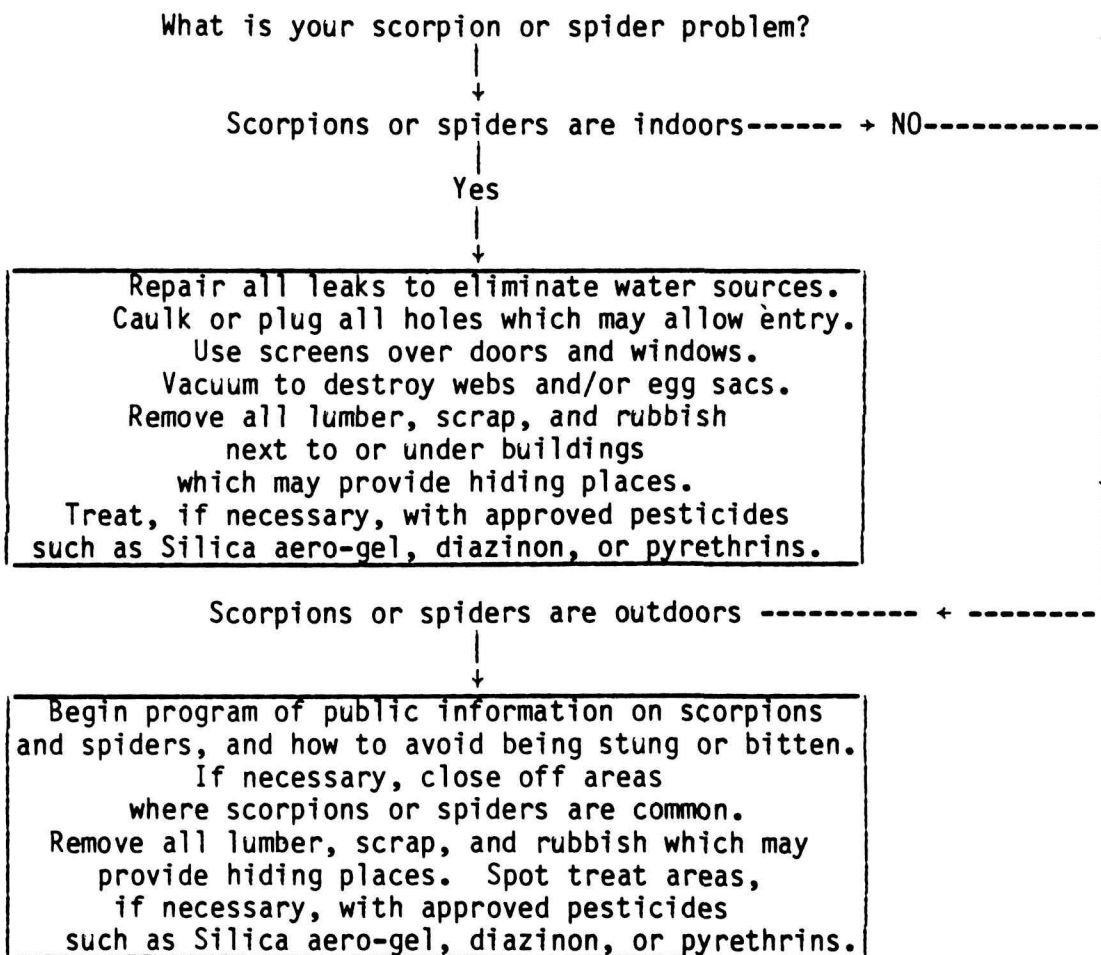 What is your scorpion or spider problem?
Scorpions or spiders are indoors------ → NO-----------
Yes
Repair all leaks to eliminate water sources.
Caulk or plug all holes which may allow entry.
Use screens over doors and windows.
Vacuum to destroy webs and/or egg sacs.
Remove all lumber, scrap, and rubbish
next to or under buildings
which may provide hiding places.
Treat, if necessary, with approved pesticides
such as Silica aero-gel, diazinon, or pyrethrins.
Scorpions or spiders are outdoors ---------- ← --------
Begin program of public information on scorpions
and spiders, and how to avoid being stung or bitten.
If necessary, close off areas
where scorpions or spiders are common.
Remove all lumber, scrap, and rubbish which may
provide hiding places. Spot treat areas,
if necessary, with approved pesticides
such as Silica aero-gel, diazinon, or pyrethrins.